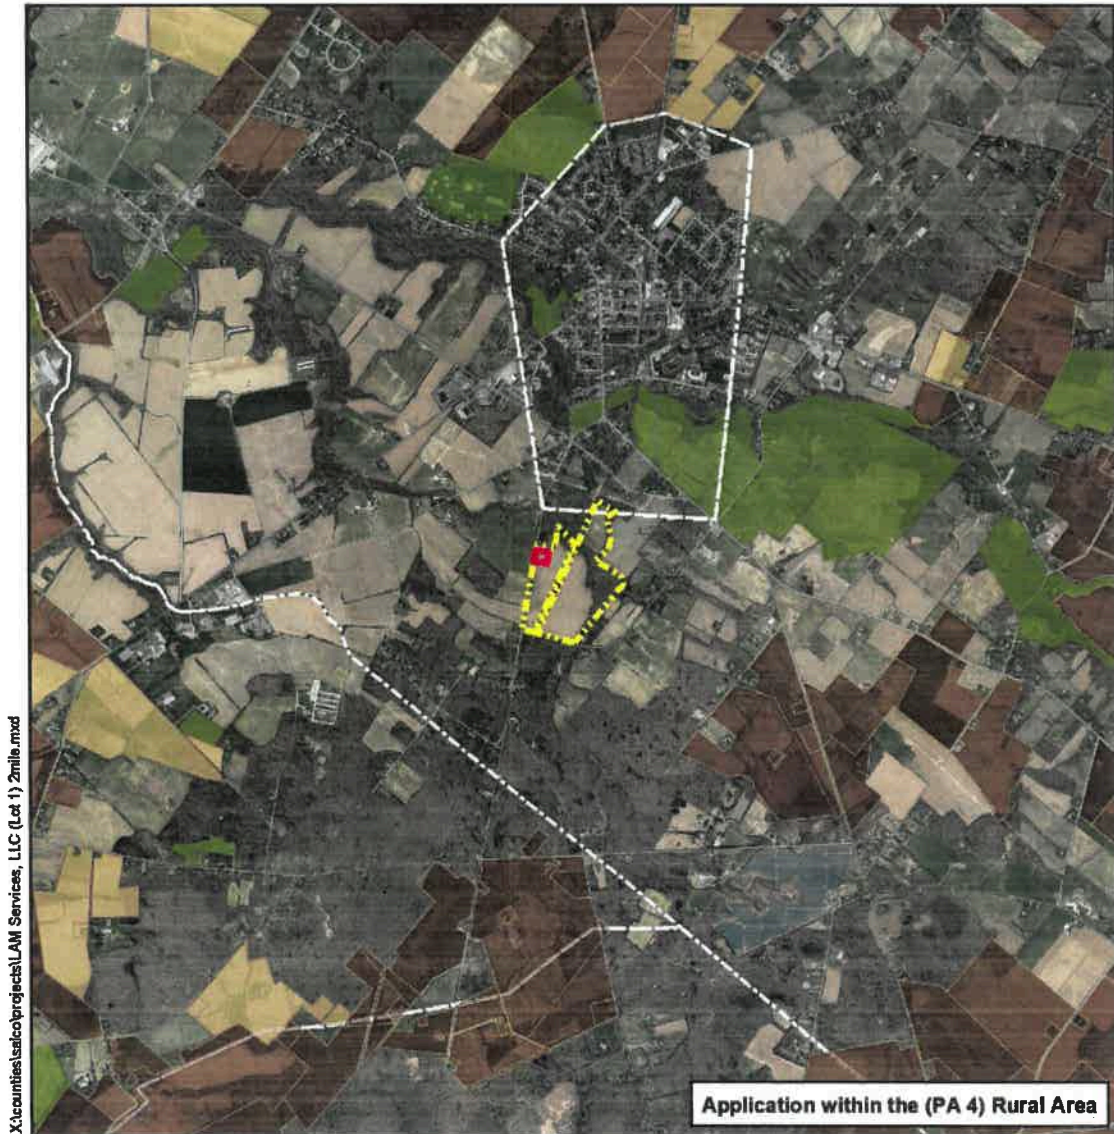 X:\counties\salco\projects\LAM Services, LLC (Lot 1) 2mile.mxd
Application within the (PA 4) Rural Area